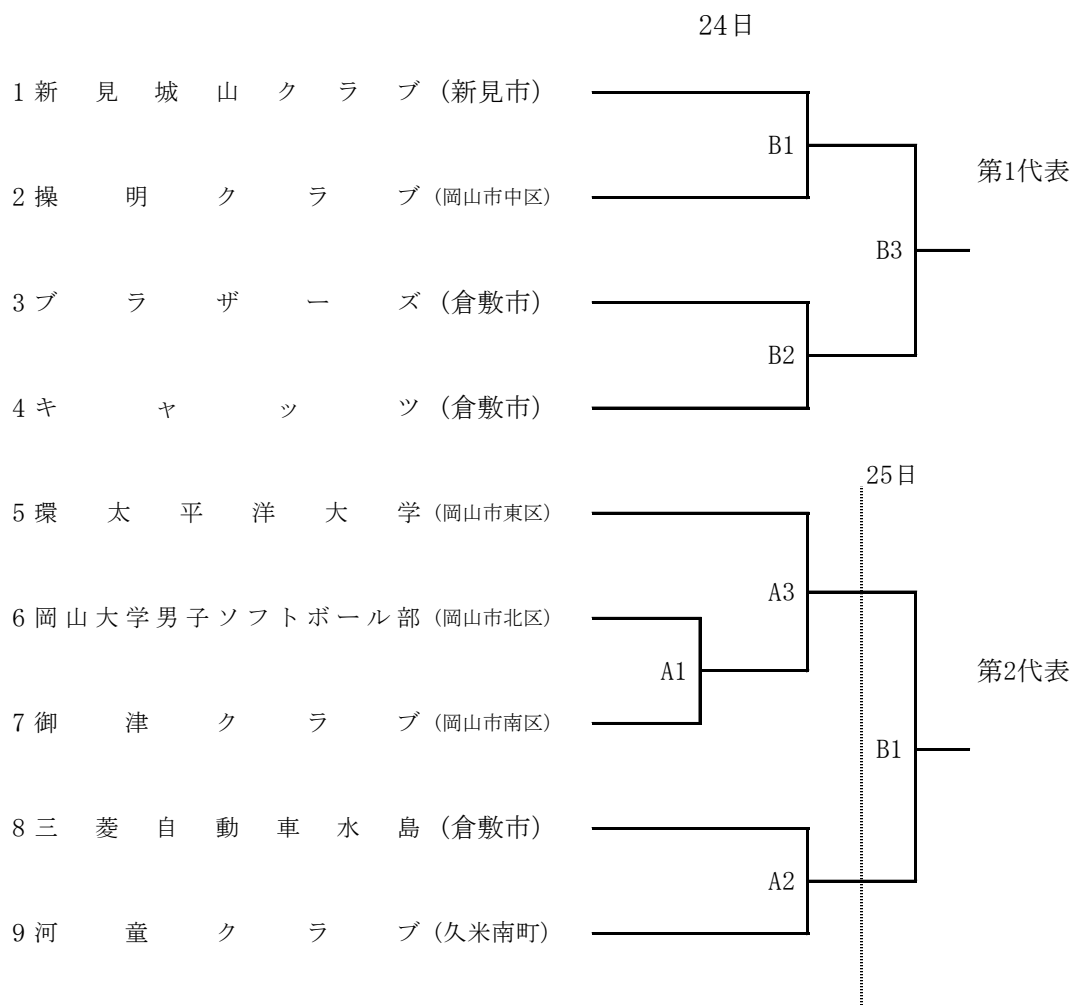 24日
1 新見城山クラブ (新見市)
B1
第1代表
2 操明クラブ (岡山市中区)
B3
3 ブラザーズ (倉敷市)
B2
4 キャッツ (倉敷市)
25日
5 環太平洋大学 (岡山市東区)
A3
6 岡山大学男子ソフトボール部 (岡山市北区)
A1
第2代表
7 御津クラブ (岡山市南区)
B1
8 三菱自動車水島 (倉敷市)
A2
9 河童クラブ (久米南町)